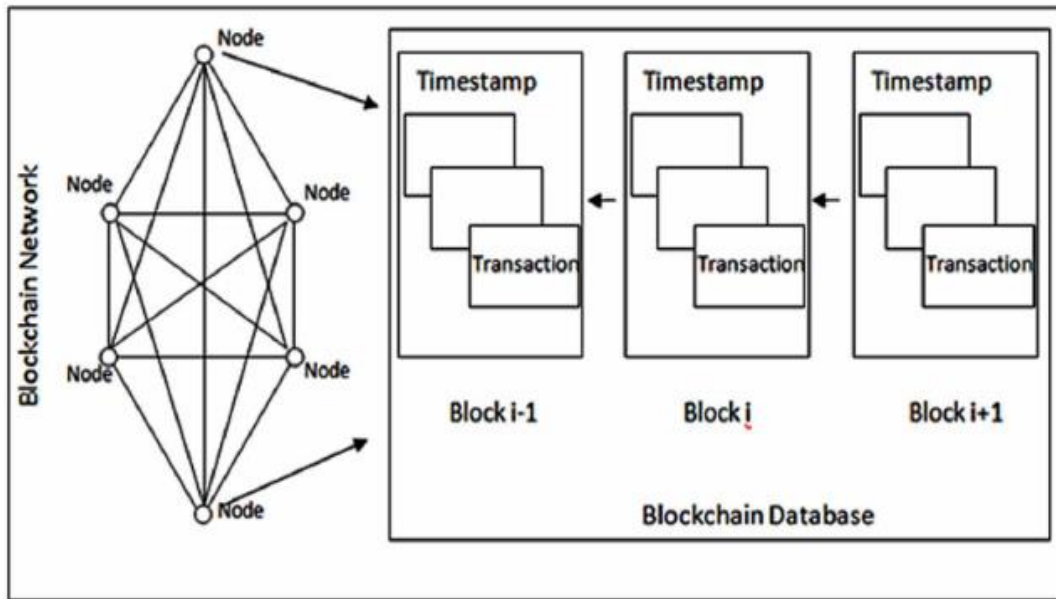 Blockchain Network
Node
Node
Node
Node
Node
Node
Timestamp
Transaction
Block i-1
Timestamp
Transaction
Block i
Timestamp
Transaction
Block i+1
Blockchain Database